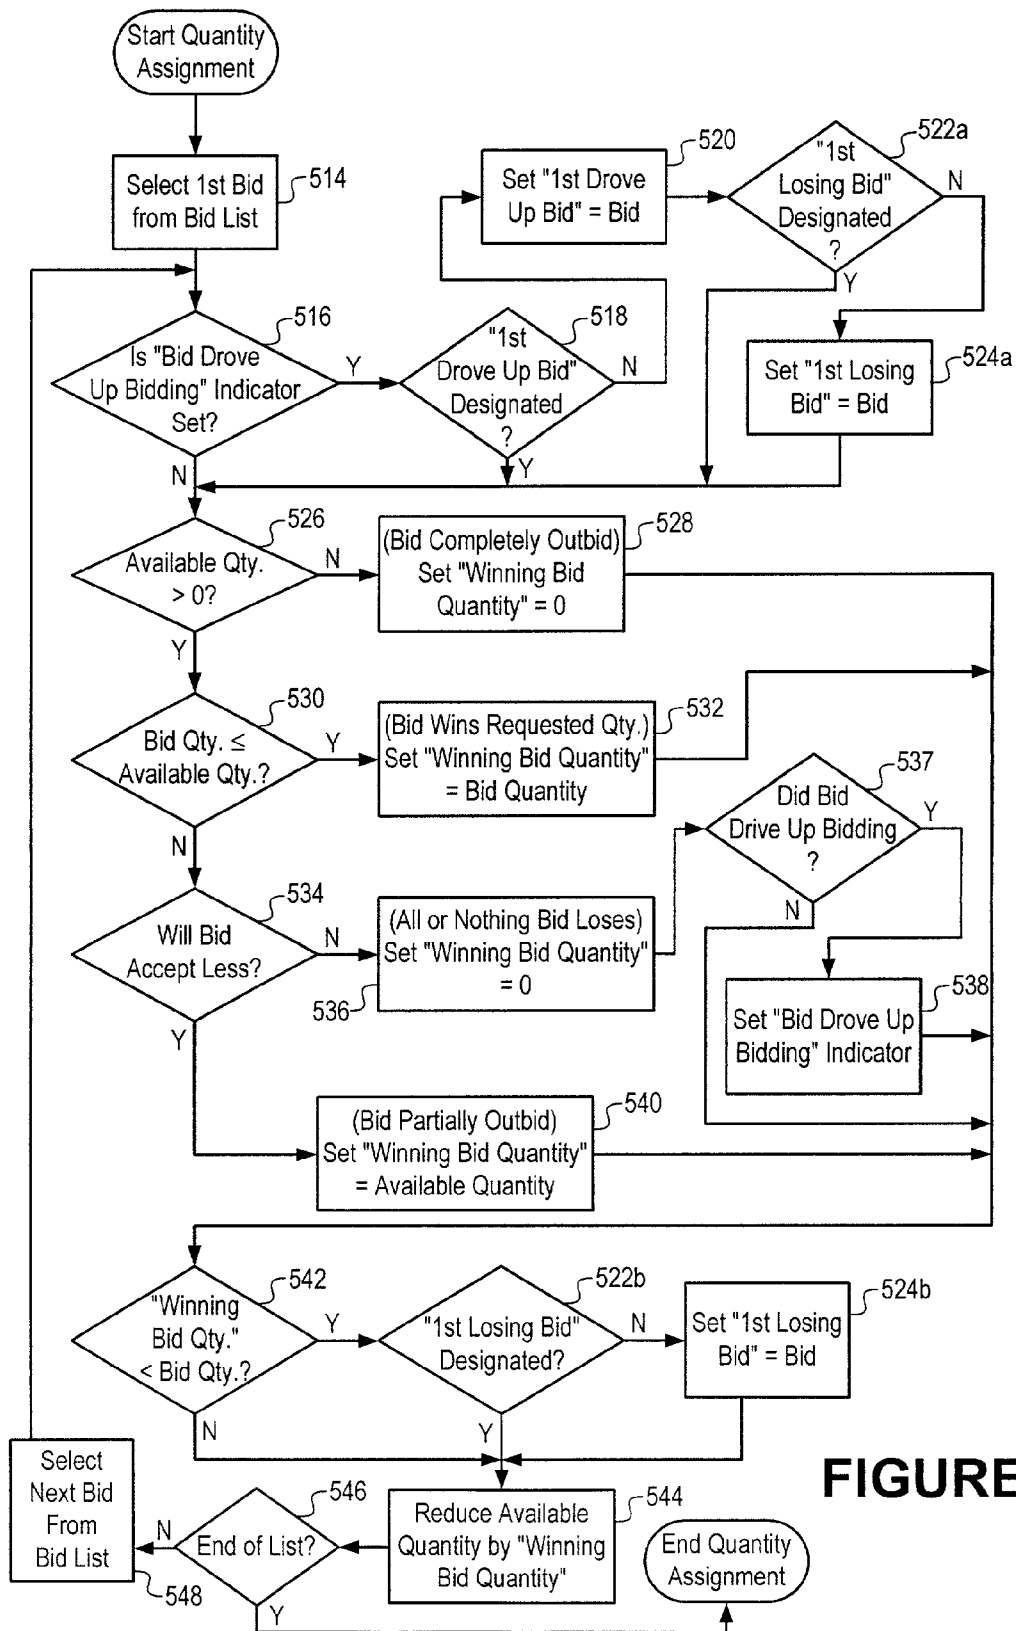 Start Quantity
Assignment
Select 1st Bid
from Bid List
514
520
Set "1st Drove
Up Bid" = Bid
522a
"1st
Losing Bid"
Designated
?
N
Y
516
Is "Bid Drove
Up Bidding" Indicator
Set?
Y
N
518
"1st
Drove Up Bid"
Designated
?
N
Y
Set "1st Losing
Bid" = Bid
524a
526
Available Qty.
> 0?
N
Y
528
(Bid Completely Outbid)
Set "Winning Bid
Quantity" = 0
530
Bid Qty. ≤
Available Qty.?
Y
N
532
(Bid Wins Requested Qty.)
Set "Winning Bid Quantity"
= Bid Quantity
537
Did Bid
Drive Up Bidding
?
Y
N
534
Will Bid
Accept Less?
N
Y
(All or Nothing Bid Loses)
Set "Winning Bid Quantity"
= 0
536
538
Set "Bid Drove Up
Bidding" Indicator
540
(Bid Partially Outbid)
Set "Winning Bid Quantity"
= Available Quantity
542
"Winning
Bid Qty."
< Bid Qty.?
Y
N
522b
"1st Losing Bid"
Designated?
N
Y
524b
Set "1st Losing
Bid" = Bid
FIGURE
Select
Next Bid
From
Bid List
548
546
End of List?
N
Y
544
Reduce Available
Quantity by "Winning
Bid Quantity"
End Quantity
Assignment